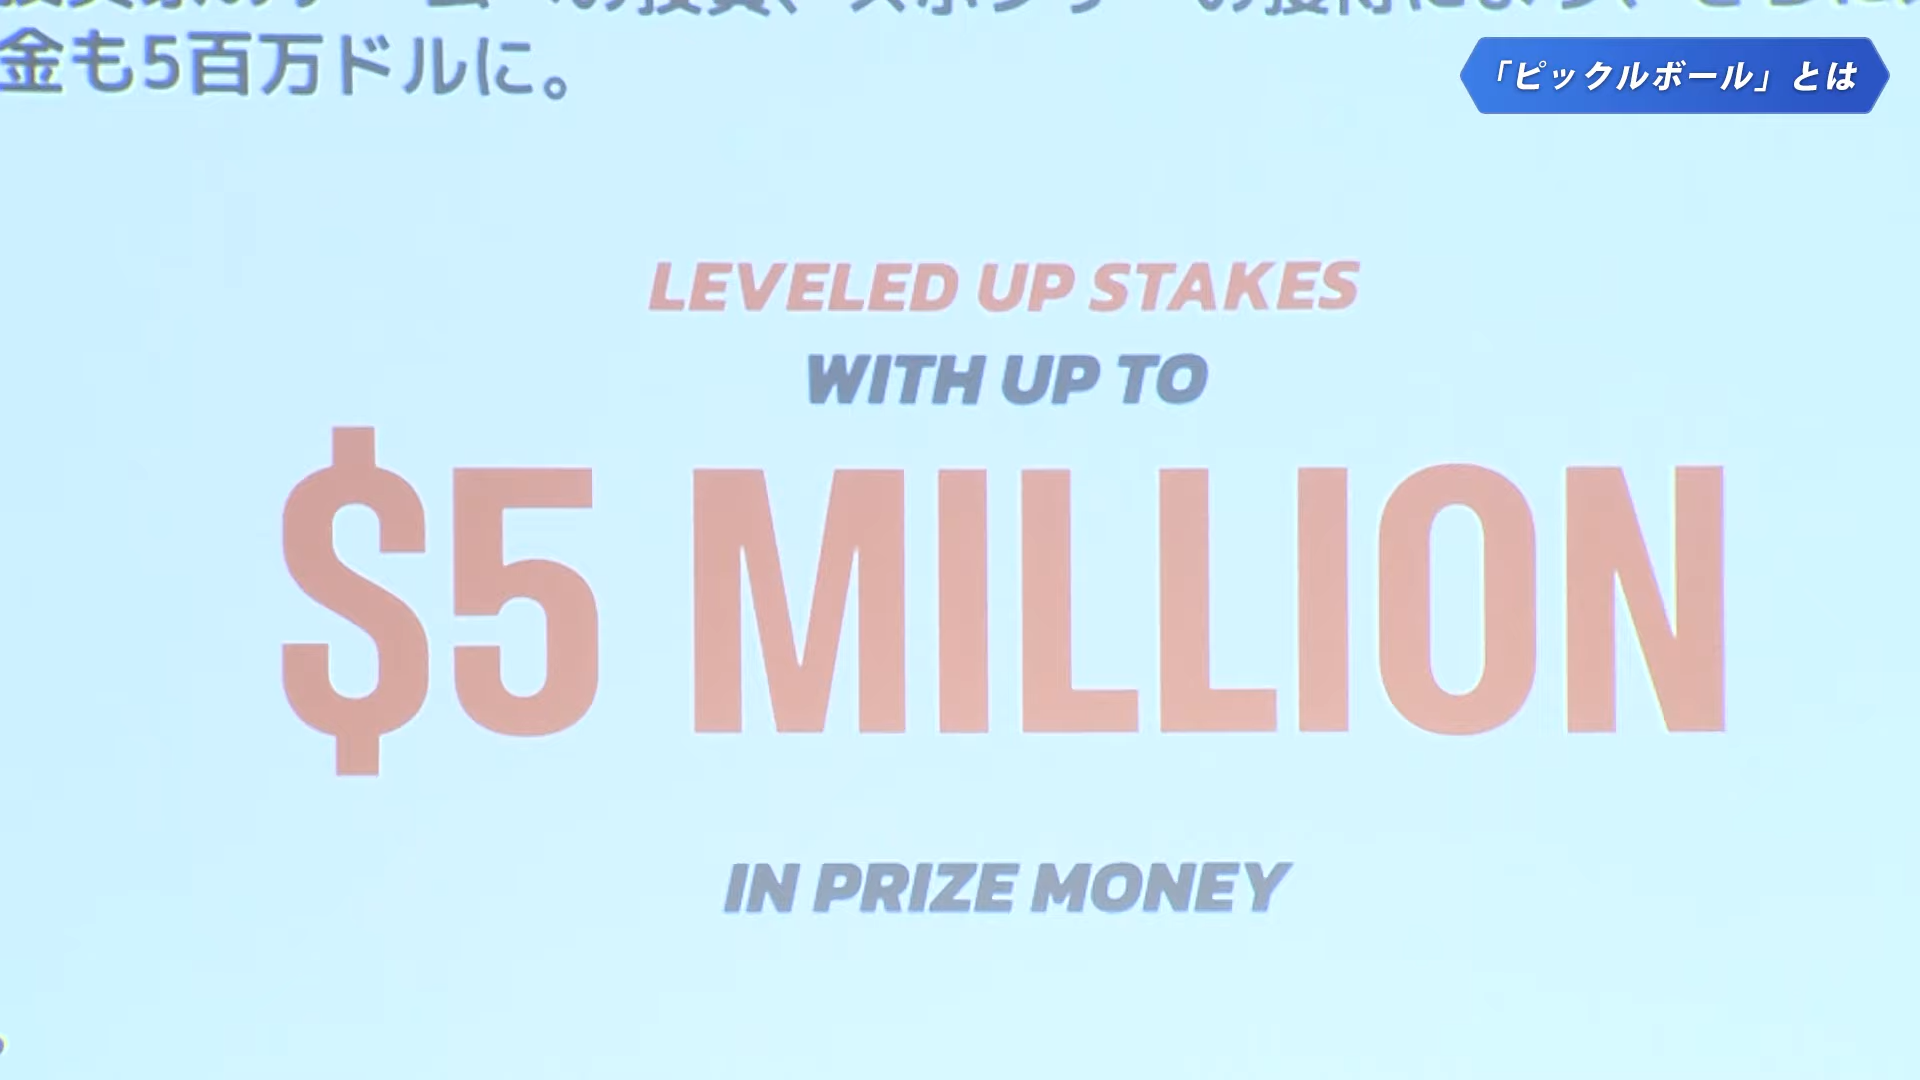 金も5百万ドルに。
「ピックルボール」とは
LEVELED UP STAKES
WITH UP TO
$5 MILLION
IN PRIZE MONEY